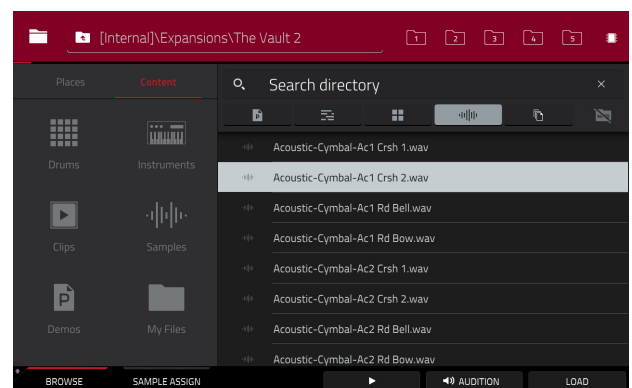 [Internal]\Expansions\The Vault 2
1 2 3 4 5
Places Content
Search directory
Drums Instruments
Clips Samples
P
Demos My Files
Acoustic-Cymbal-Ac1 Crsh 1.wav
Acoustic-Cymbal-Ac1 Crsh 2.wav
Acoustic-Cymbal-Ac1 Rd Bell.wav
Acoustic-Cymbal-Ac1 Rd Bow.wav
Acoustic-Cymbal-Ac2 Crsh 1.wav
Acoustic-Cymbal-Ac2 Crsh 2.wav
Acoustic-Cymbal-Ac2 Rd Bell.wav
Acoustic-Cymbal-Ac2 Rd Bow.wav
BROWSE SAMPLE ASSIGN AUDITION LOAD